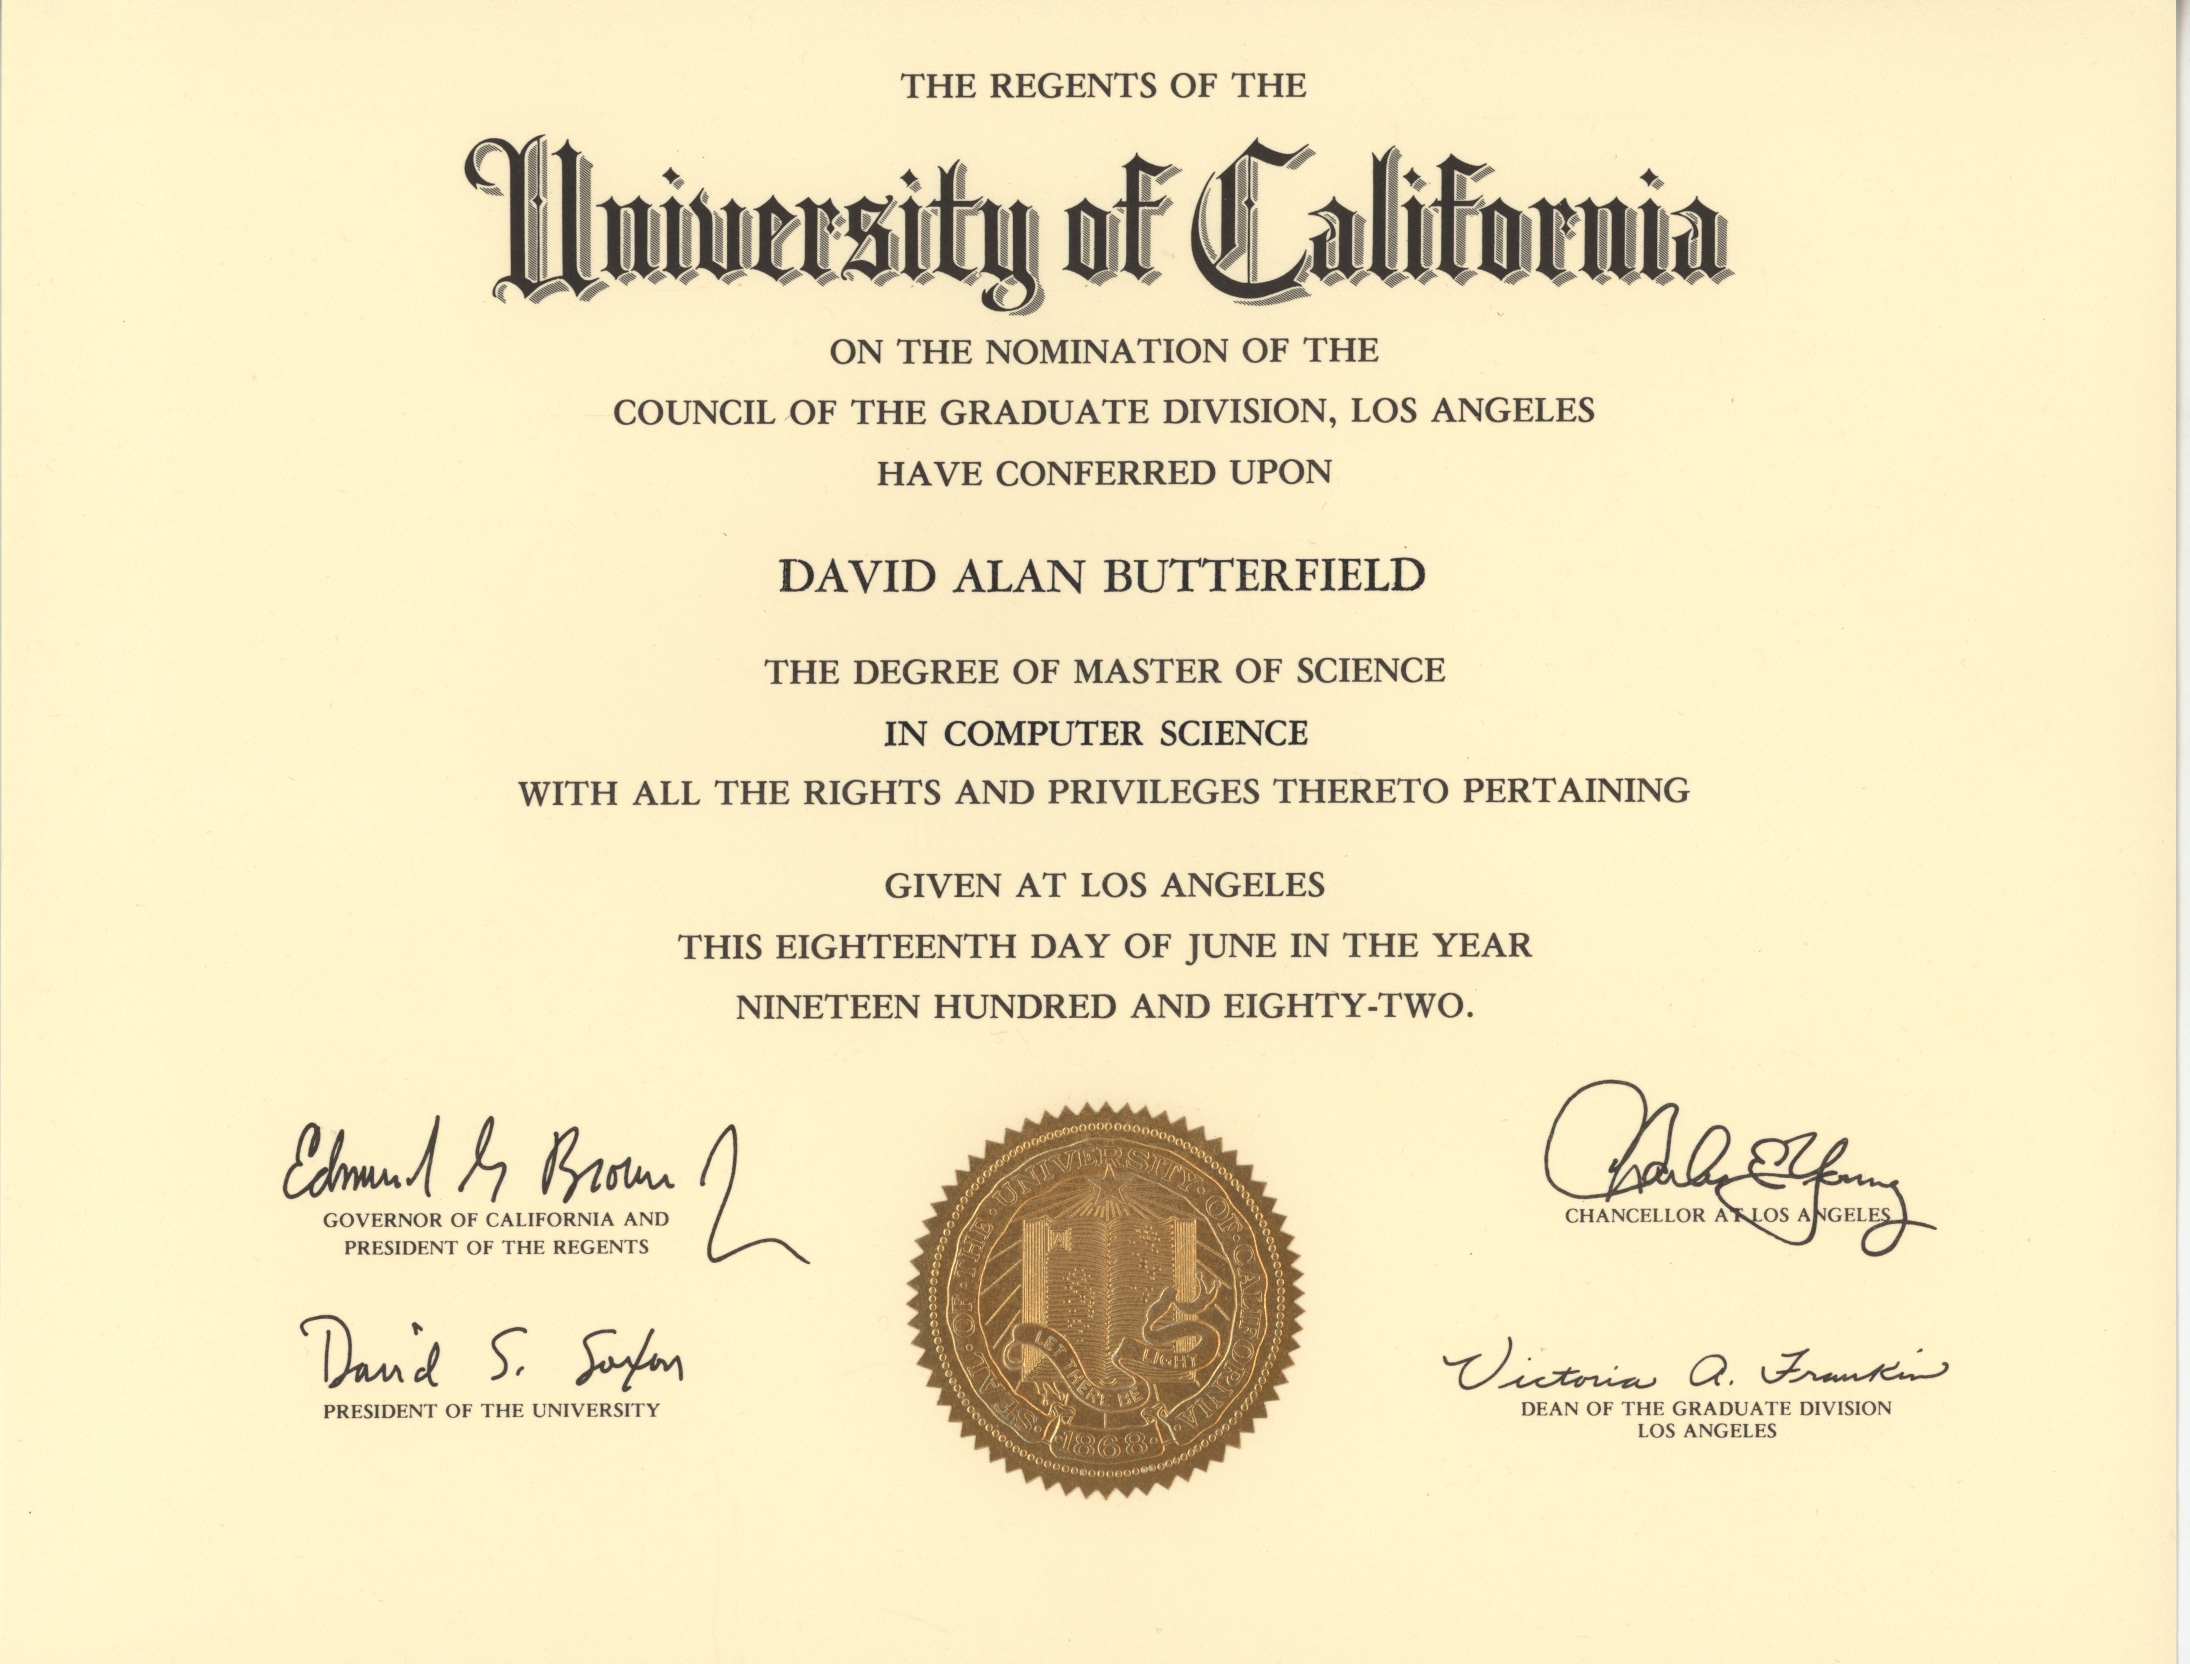 THE REGENTS OF THE
University of California
ON THE NOMINATION OF THE
COUNCIL OF THE GRADUATE DIVISION, LOS ANGELES
HAVE CONFERRED UPON
DAVID ALAN BUTTERFIELD
THE DEGREE OF MASTER OF SCIENCE
IN COMPUTER SCIENCE
WITH ALL THE RIGHTS AND PRIVILEGES THERETO PERTAINING
GIVEN AT LOS ANGELES
THIS EIGHTEENTH DAY OF JUNE IN THE YEAR
NINETEEN HUNDRED AND EIGHTY-TWO.
Edmund G Brown Jr
GOVERNOR OF CALIFORNIA AND
PRESIDENT OF THE REGENTS
David S. Saxon
PRESIDENT OF THE UNIVERSITY
SEAL·OF·THE·UNIVERSITY·OF·CALIFORNIA
LET THERE BE
LIGHT
·1868·
Charles E Young
CHANCELLOR AT LOS ANGELES
Victoria A. Fromkin
DEAN OF THE GRADUATE DIVISION
LOS ANGELES